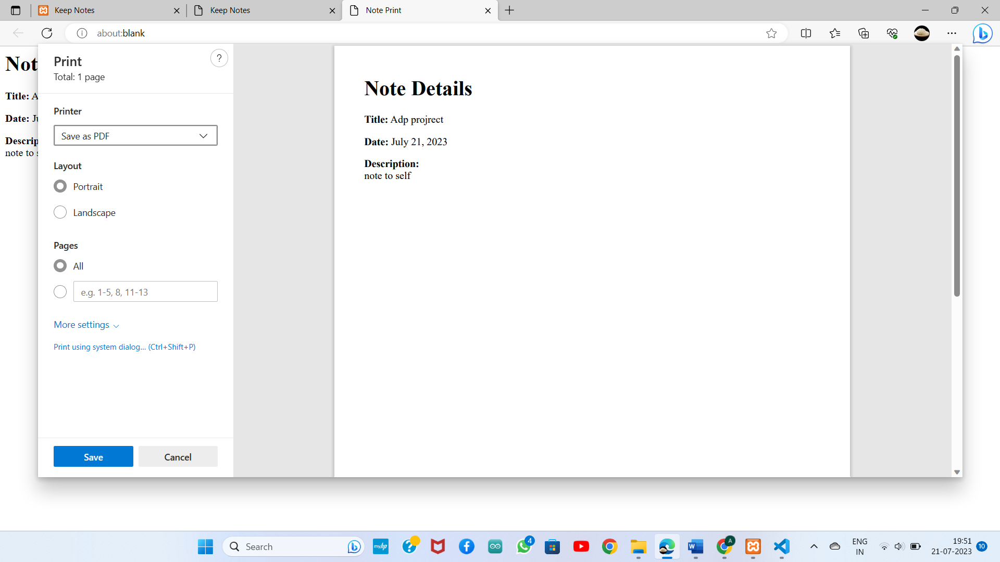 Keep Notes
Keep Notes
Note Print
about:blank
Not
Title: A
Date: Ju
Descrip
note to s
Print
Total: 1 page
?
Printer
Save as PDF
Layout
Portrait
Landscape
Pages
All
e.g. 1-5, 8, 11-13
More settings
Print using system dialog... (Ctrl+Shift+P)
Save
Cancel
Note Details
Title: Adp projrect
Date: July 21, 2023
Description:
note to self
Search
myhp
4
A
ENG
IN
19:51
21-07-2023
10